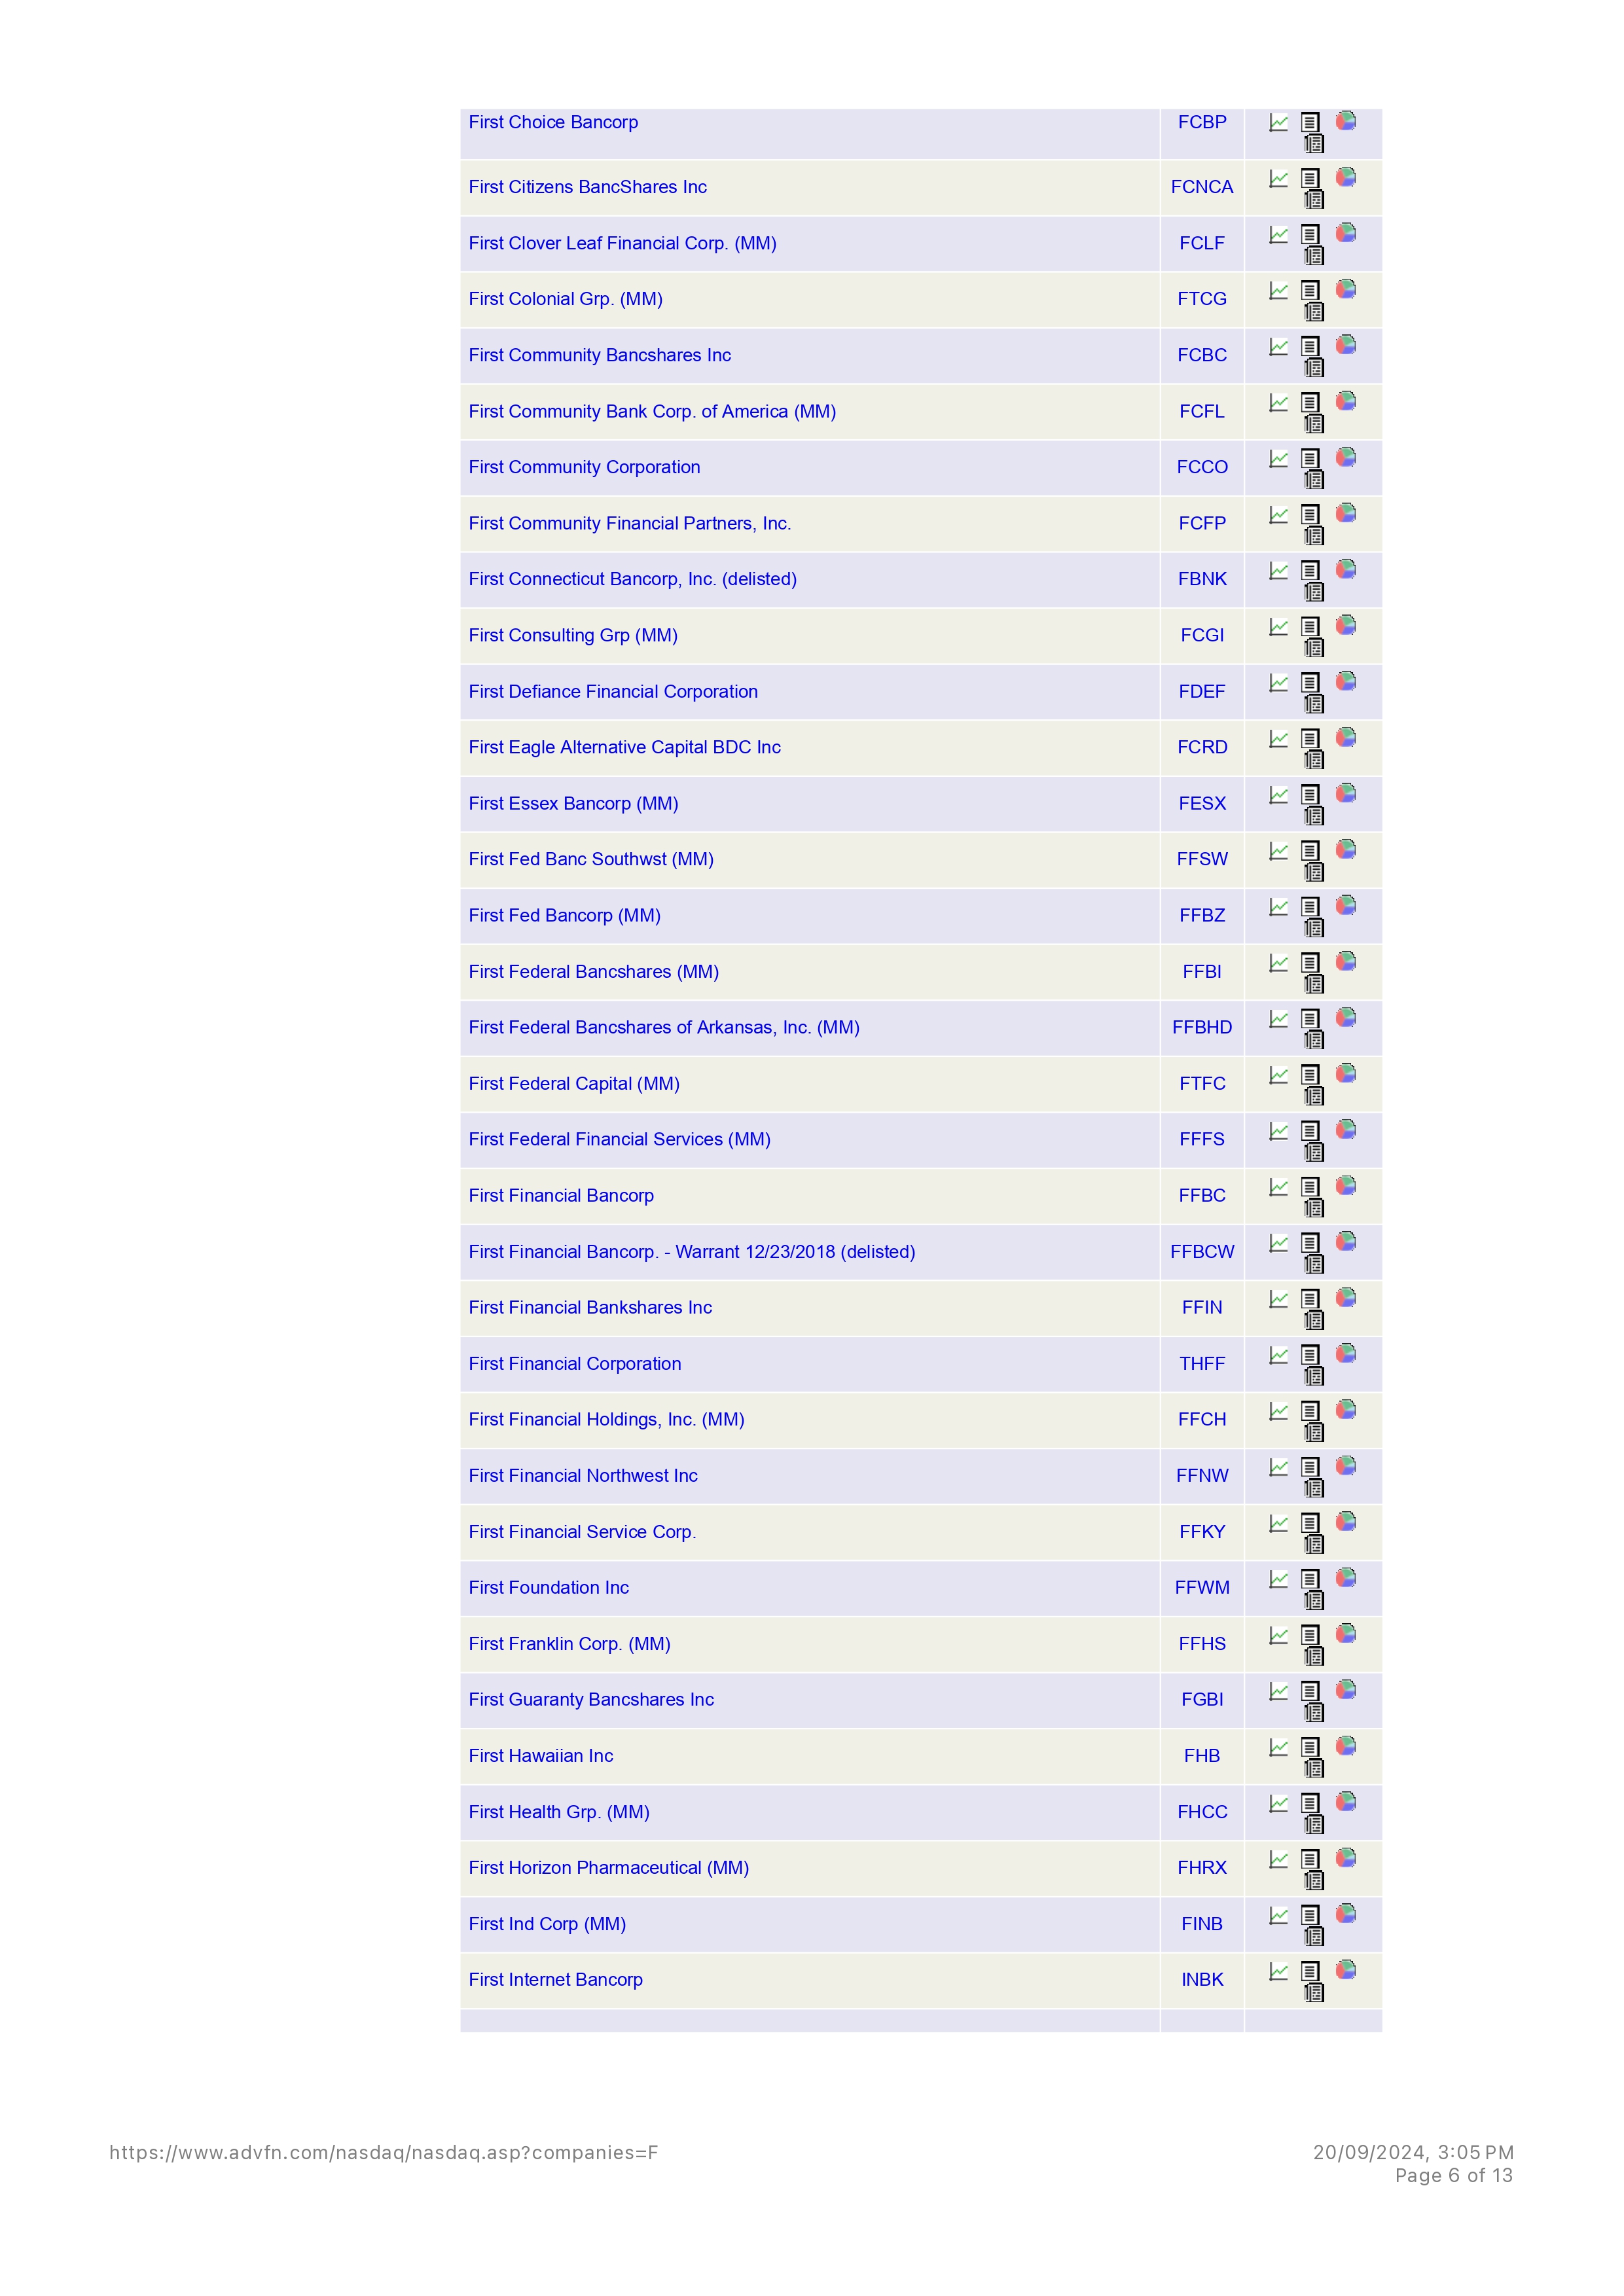 First Choice Bancorp FCBP
First Citizens BancShares Inc FCNCA
First Clover Leaf Financial Corp. (MM) FCLF
First Colonial Grp. (MM) FTCG
First Community Bancshares Inc FCBC
First Community Bank Corp. of America (MM) FCFL
First Community Corporation FCCO
First Community Financial Partners, Inc. FCFP
First Connecticut Bancorp, Inc. (delisted) FBNK
First Consulting Grp (MM) FCGI
First Defiance Financial Corporation FDEF
First Eagle Alternative Capital BDC Inc FCRD
First Essex Bancorp (MM) FESX
First Fed Banc Southwst (MM) FFSW
First Fed Bancorp (MM) FFBZ
First Federal Bancshares (MM) FFBI
First Federal Bancshares of Arkansas, Inc. (MM) FFBHD
First Federal Capital (MM) FTFC
First Federal Financial Services (MM) FFFS
First Financial Bancorp FFBC
First Financial Bancorp. - Warrant 12/23/2018 (delisted) FFBCW
First Financial Bankshares Inc FFIN
First Financial Corporation THFF
First Financial Holdings, Inc. (MM) FFCH
First Financial Northwest Inc FFNW
First Financial Service Corp. FFKY
First Foundation Inc FFWM
First Franklin Corp. (MM) FFHS
First Guaranty Bancshares Inc FGBI
First Hawaiian Inc FHB
First Health Grp. (MM) FHCC
First Horizon Pharmaceutical (MM) FHRX
First Ind Corp (MM) FINB
First Internet Bancorp INBK
https://www.advfn.com/nasdaq/nasdaq.asp?companies=F 20/09/2024, 3:05 PM
Page 6 of 13